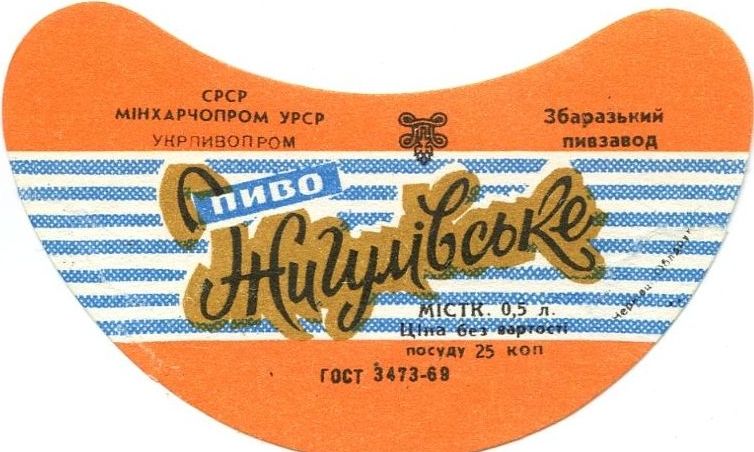 СРСР
МІНХАРЧОПРОМ УРСР
УКРПИВОПРОМ
Збаразький
пивзавод
ПИВО
Жигулівське
МІСТК. 0,5 л.
Ціна без вартості
посуду 25 коп
ГОСТ 3473-69
Облдрук